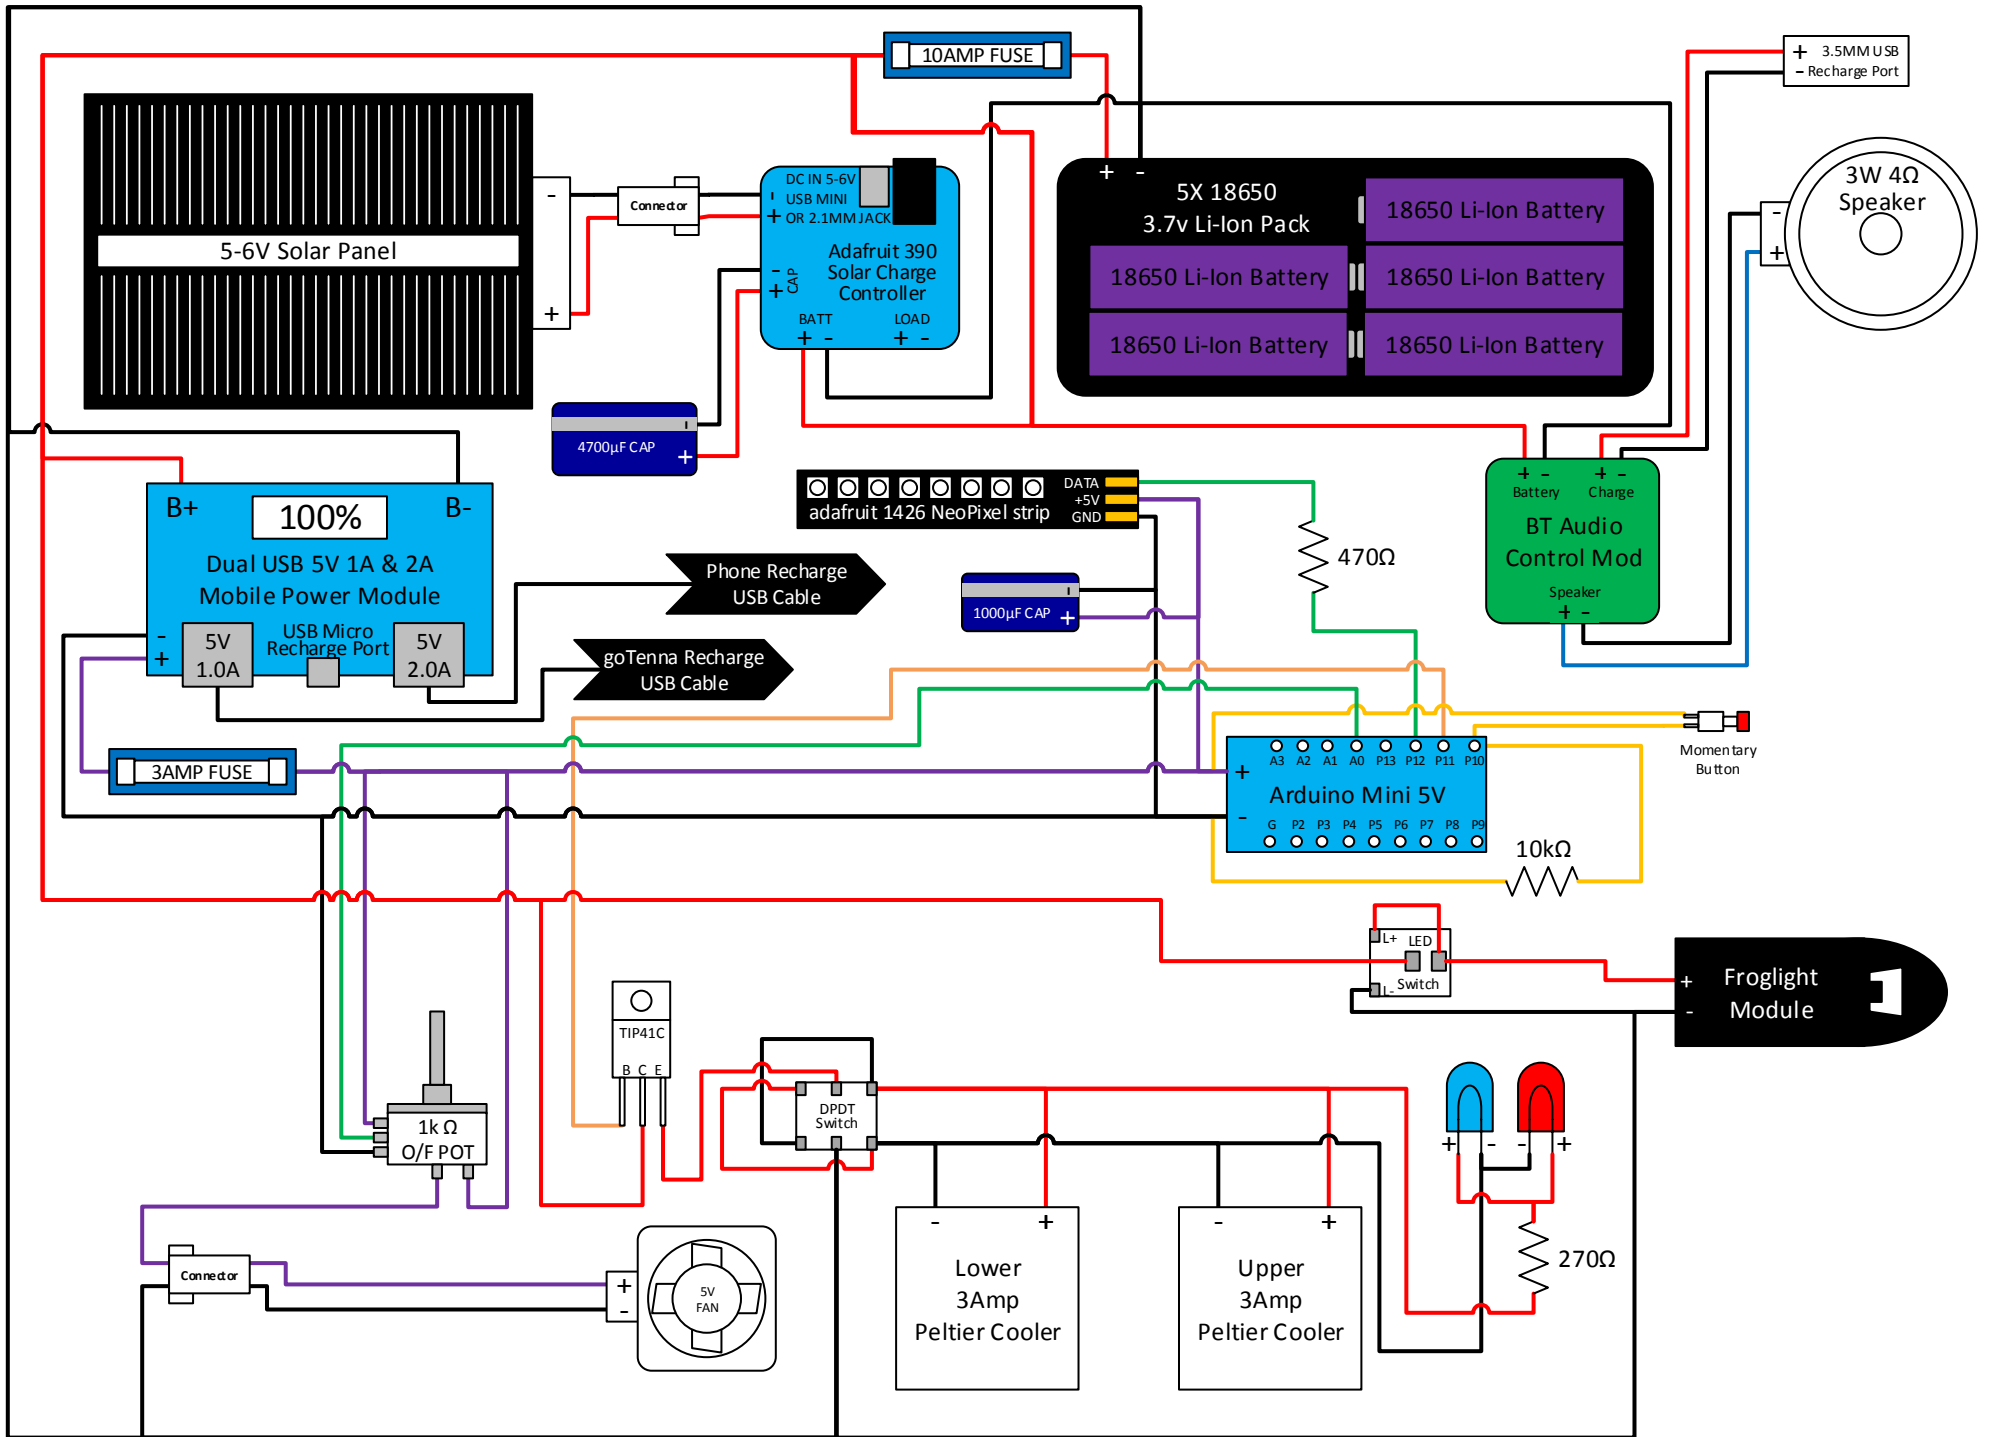 10AMP FUSE
+ 3.5MM USB
- Recharge Port
5-6V Solar Panel
-
+
Connector
DC IN 5-6V
- USB MINI
+ OR 2.1MM JACK
Adafruit 390
Solar Charge
Controller
- + CAP
BATT LOAD
+ - + -
+ -
5X 18650
3.7v Li-Ion Pack
18650 Li-Ion Battery
18650 Li-Ion Battery
18650 Li-Ion Battery
18650 Li-Ion Battery
18650 Li-Ion Battery
3W 4Ω
Speaker
-
+
4700µF CAP
-
+
adafruit 1426 NeoPixel strip
DATA
+5V
GND
470Ω
1000µF CAP
-
+
+ - + -
Battery Charge
BT Audio
Control Mod
Speaker
+ -
B+ 100% B-
Dual USB 5V 1A & 2A
Mobile Power Module
-
+
5V
1.0A
USB Micro
Recharge Port
5V
2.0A
Phone Recharge
USB Cable
goTenna Recharge
USB Cable
3AMP FUSE
A3 A2 A1 A0 P13 P12 P11 P10
+
Arduino Mini 5V
-
G P2 P3 P4 P5 P6 P7 P8 P9
Momentary
Button
10kΩ
L+ LED
L- Switch
+ Froglight
- Module
TIP41C
B C E
1k Ω
O/F POT
DPDT
Switch
+ - - +
270Ω
Connector
+
-
5V
FAN
- +
Lower
3Amp
Peltier Cooler
- +
Upper
3Amp
Peltier Cooler